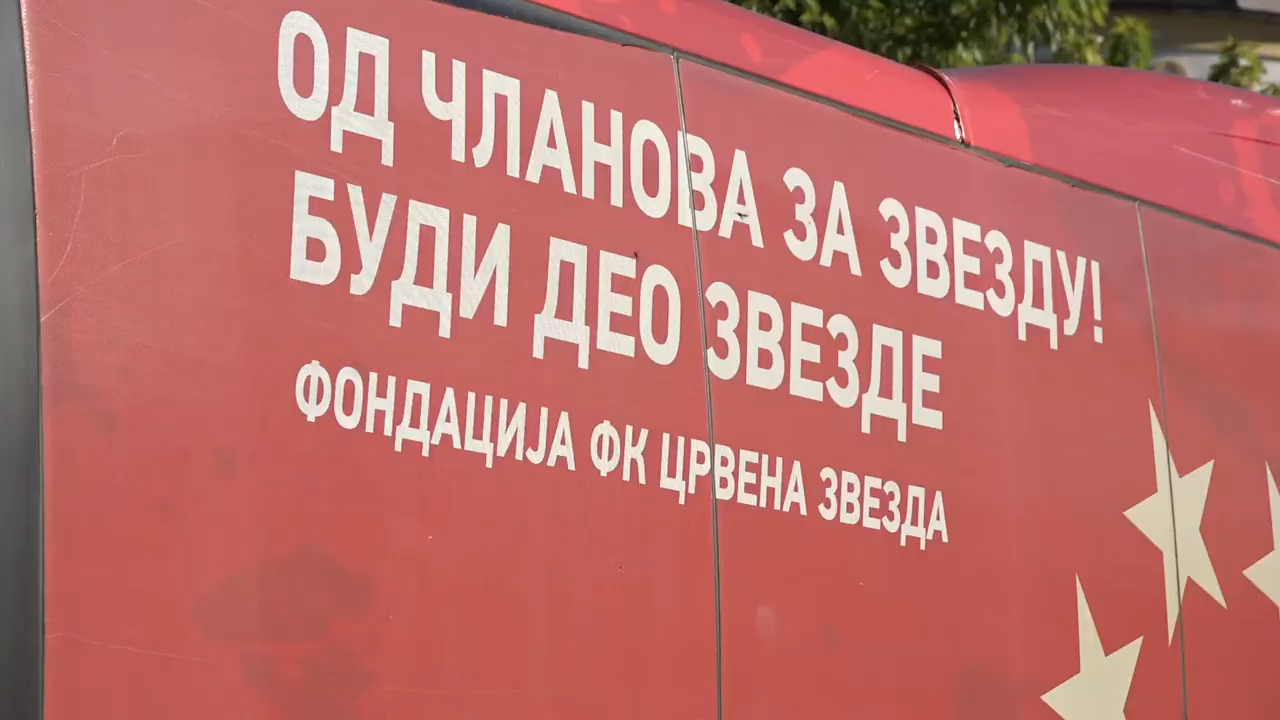 ОД ЧЛАНОВА ЗА ЗВЕЗДУ!
БУДИ ДЕО ЗВЕЗДЕ
ФОНДАЦИЈА ФК ЦРВЕНА ЗВЕЗДА